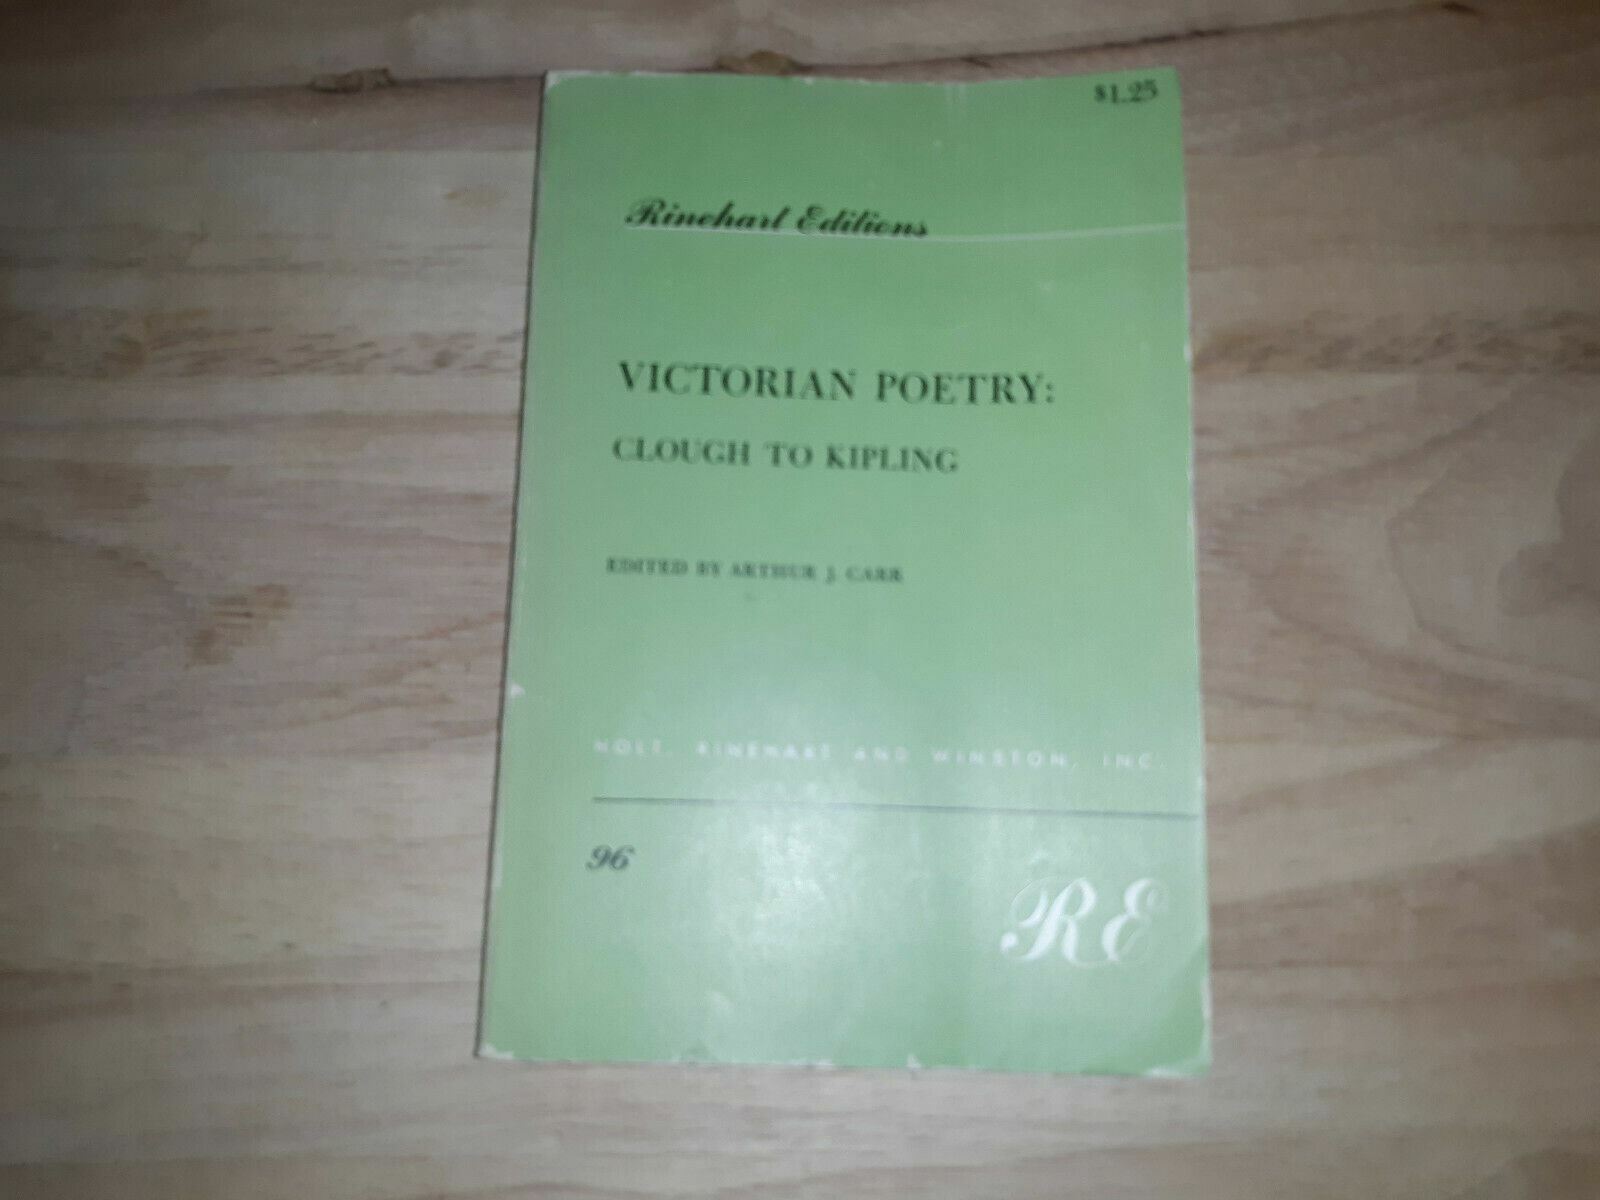 $1.25
Rinehart Editions
VICTORIAN POETRY:
CLOUGH TO KIPLING
EDITED BY ARTHUR J. CARR
HOLT, RINEHART AND WINSTON, INC.
96
RE